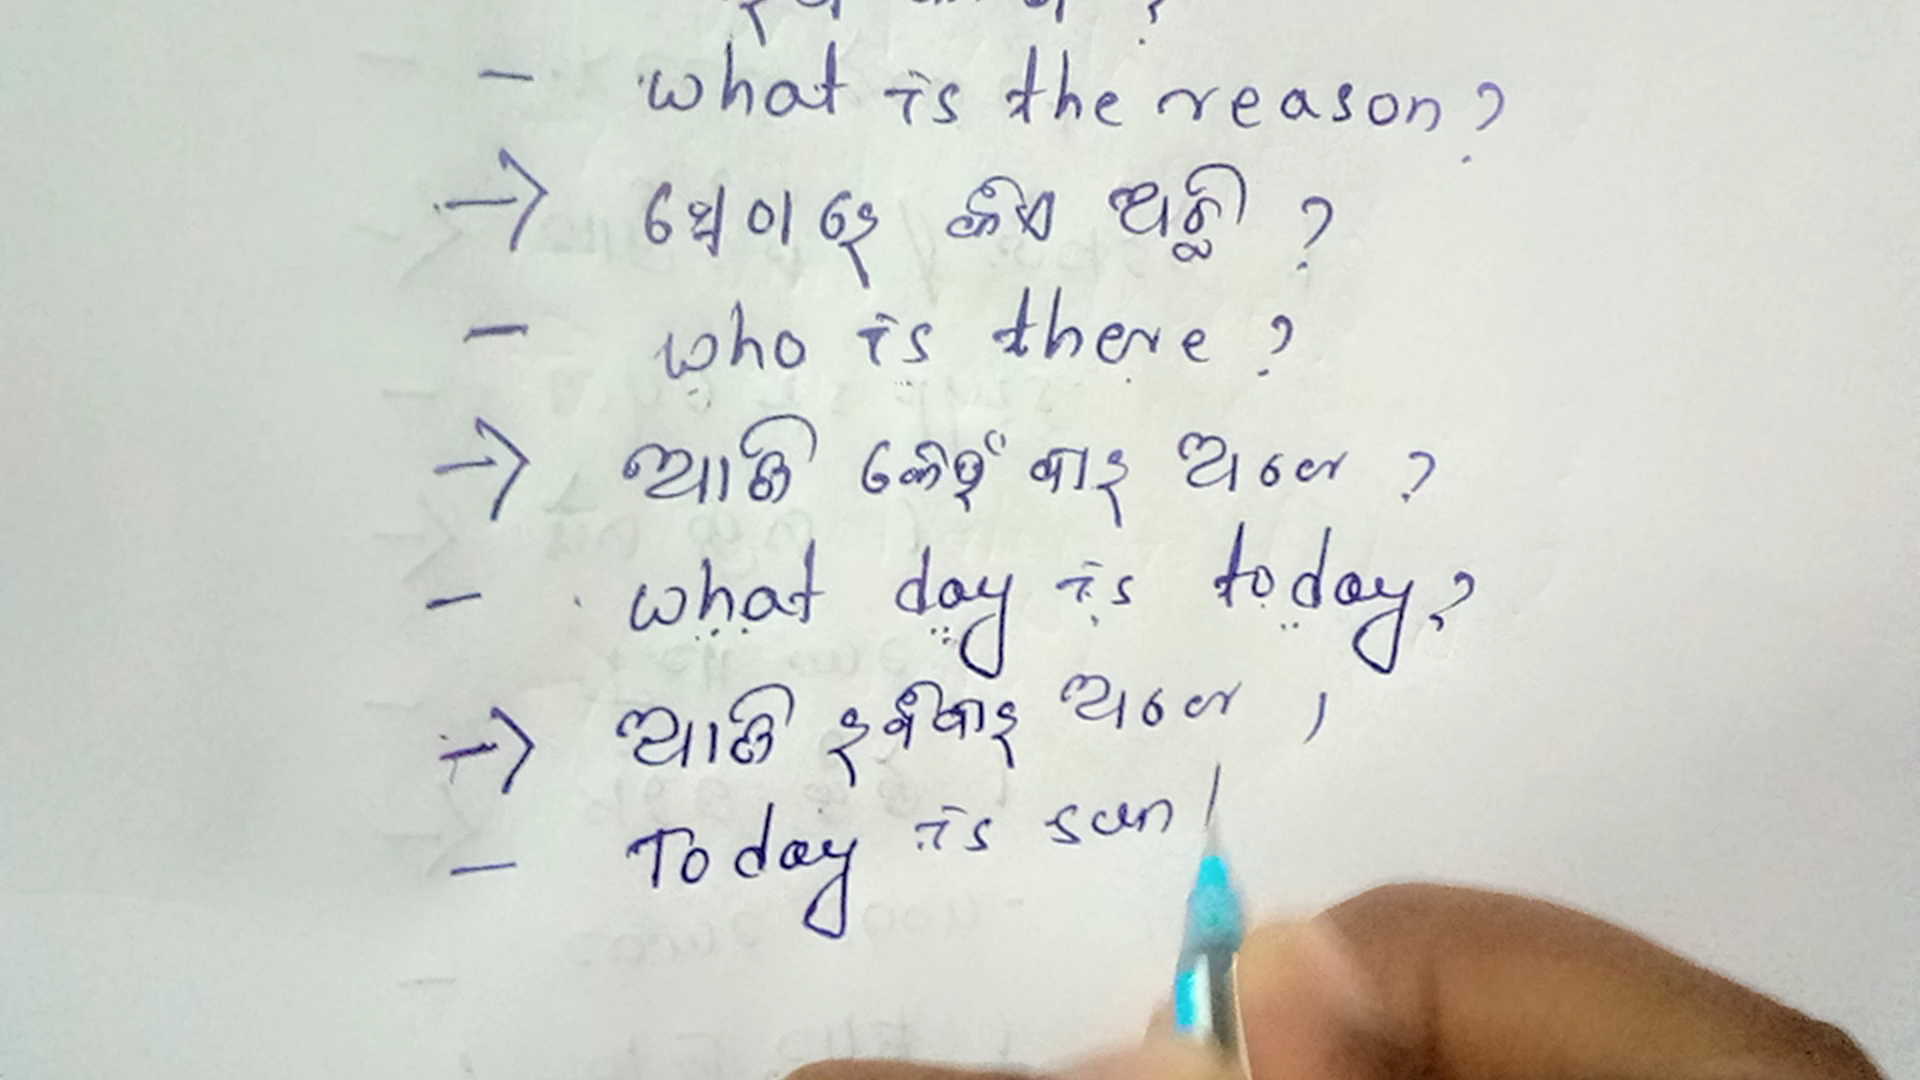 - what is the reason?
→ ସେଠାରେ କିଏ ଅଛି ?
- who is there ?
→ ଆଜି କେଉଁ ବାର ଅଟେ ?
- what day is today?
→ ଆଜି ରବିବାର ଅଟେ ,
- Today is sun